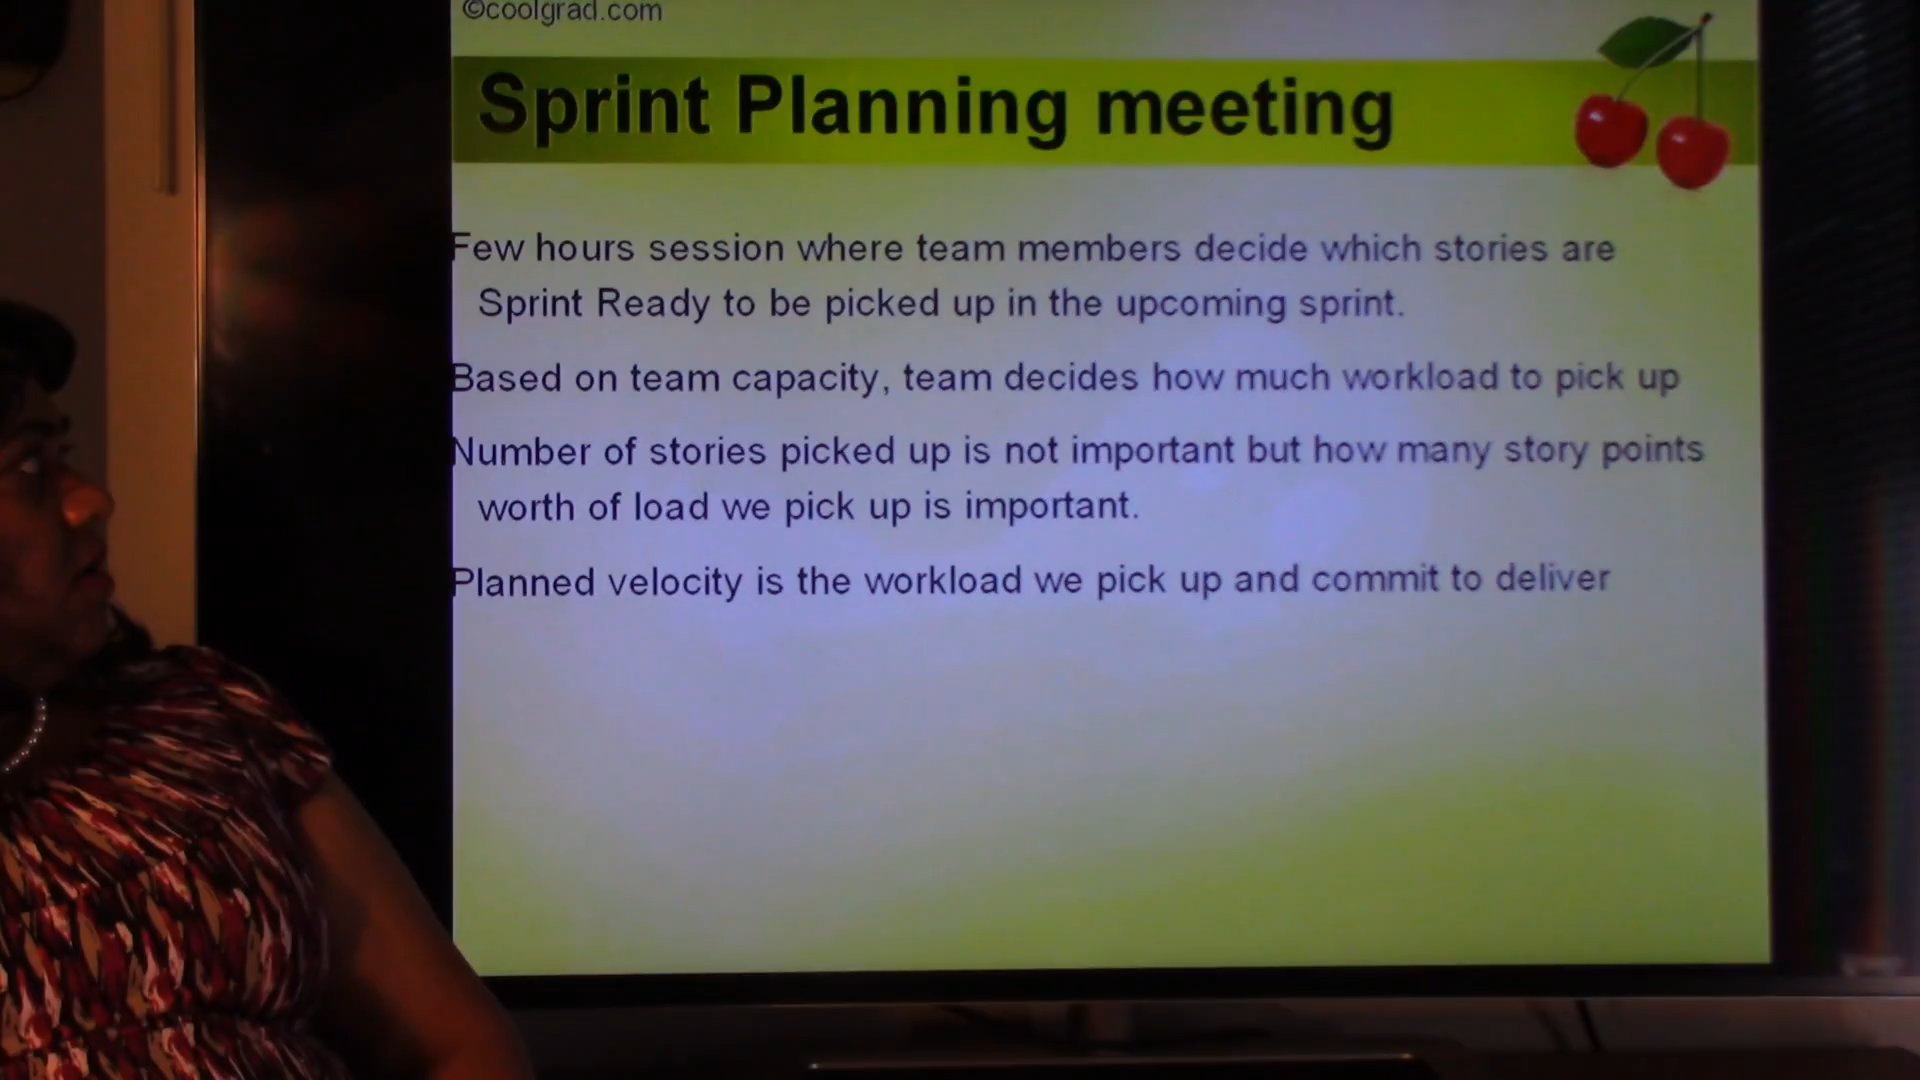 ©coolgrad.com
Sprint Planning meeting
Few hours session where team members decide which stories are
Sprint Ready to be picked up in the upcoming sprint.
Based on team capacity, team decides how much workload to pick up
Number of stories picked up is not important but how many story points
worth of load we pick up is important.
Planned velocity is the workload we pick up and commit to deliver